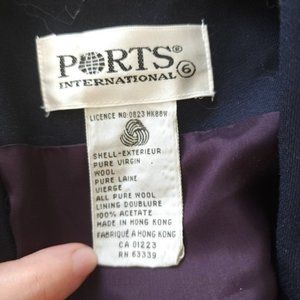 PORTS®
INTERNATIONAL 6
LICENCE NO:0823 HK88W
SHELL-EXTERIEUR
PURE VIRGIN
WOOL
PURE LAINE
VIERGE
ALL PURE WOOL
LINING DOUBLURE
100% ACETATE
MADE IN HONG KONG
FABRIQUÉ A HONG KONG
CA 01223
RN 63339